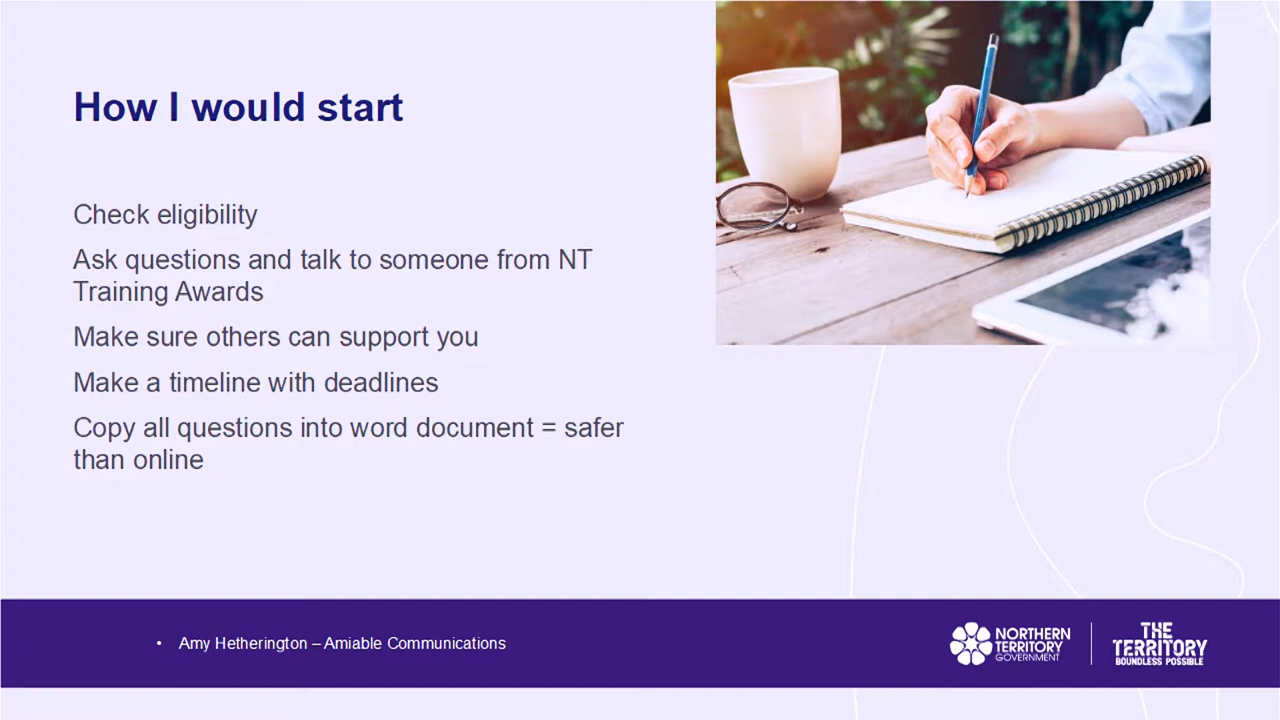 How I would start
Check eligibility
Ask questions and talk to someone from NT
Training Awards
Make sure others can support you
Make a timeline with deadlines
Copy all questions into word document = safer
than online
• Amy Hetherington – Amiable Communications
NORTHERN
TERRITORY
GOVERNMENT
THE
TERRITORY
BOUNDLESS POSSIBLE